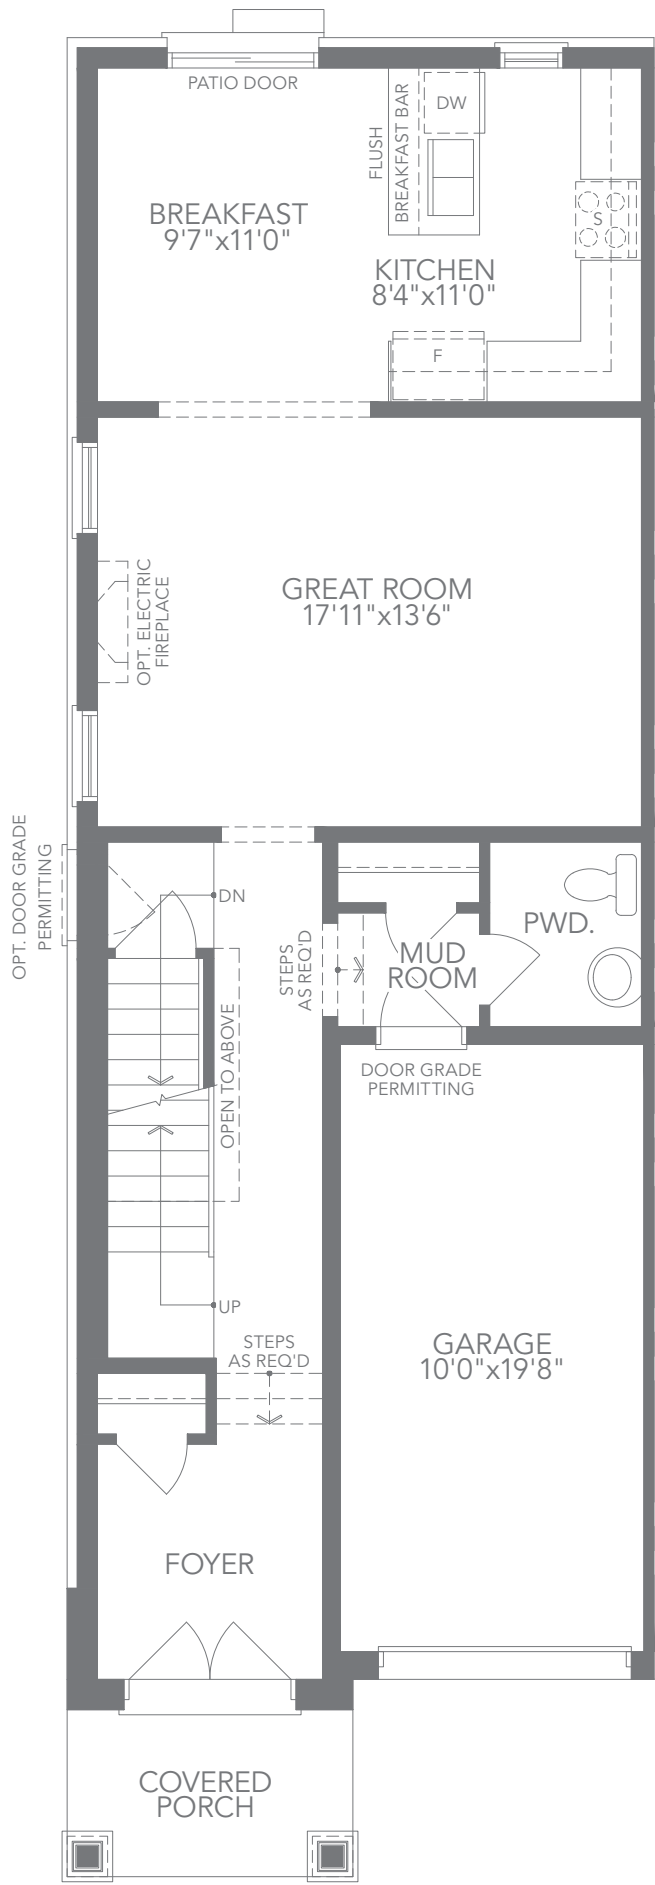 PATIO DOOR
DW
FLUSH
BREAKFAST BAR
BREAKFAST
9'7"x11'0"
S
KITCHEN
8'4"x11'0"
F
GREAT ROOM
17'11"x13'6"
OPT. ELECTRIC
FIREPLACE
OPT. DOOR GRADE
PERMITTING
DN
PWD.
STEPS
AS REQ'D
MUD
ROOM
OPEN TO ABOVE
DOOR GRADE
PERMITTING
UP
STEPS
AS REQ'D
GARAGE
10'0"x19'8"
FOYER
COVERED
PORCH